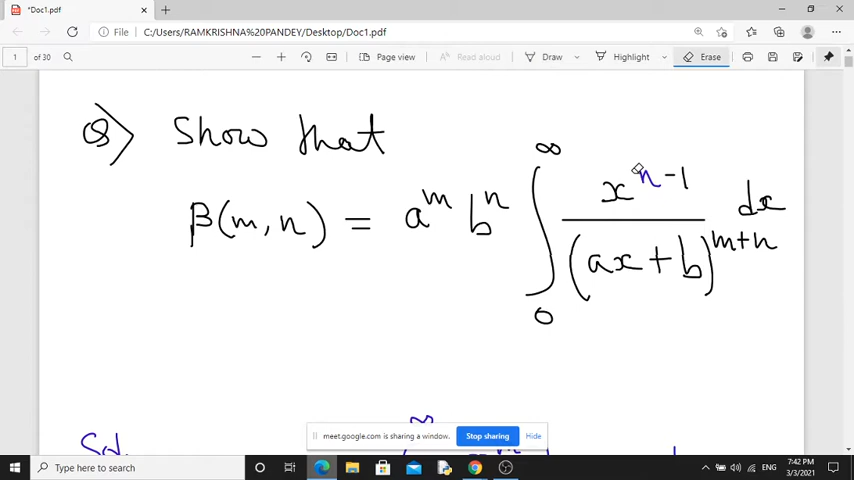 *Doc1.pdf
File C:/Users/RAMKRISHNA%20PANDEY/Desktop/Doc1.pdf
1 of 30 Page view Read aloud Draw Highlight Erase
Q> Show that
β(m, n) = a^m b^n ∫_0^∞ x^{n-1} / (ax+b)^{m+n} dx
Sol
∞
meet.google.com is sharing a window. Stop sharing Hide
Type here to search ENG 7:42 PM
3/3/2021